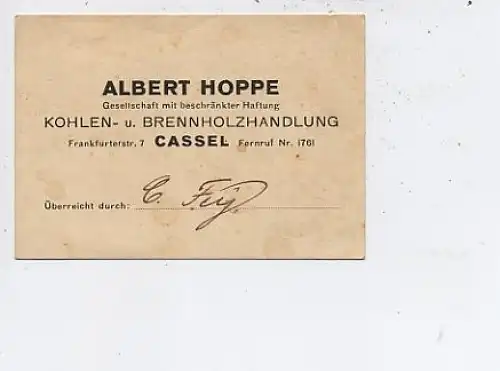 ALBERT HOPPE
Gesellschaft mit beschränkter Haftung
KOHLEN- u. BRENNHOLZHANDLUNG
Frankfurterstr. 7 CASSEL Fernruf Nr. 1761
Überreicht durch: C.